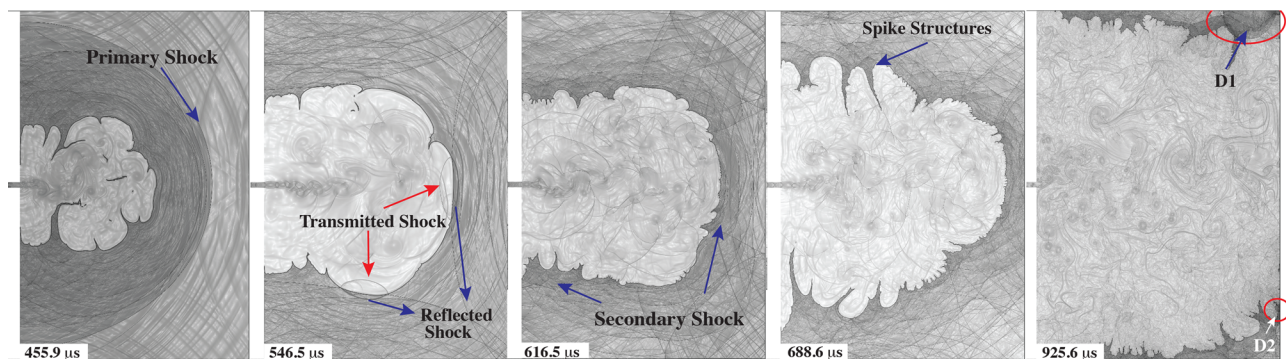 Primary Shock
455.9 μs
Transmitted Shock
Reflected
Shock
546.5 μs
Secondary Shock
616.5 μs
Spike Structures
688.6 μs
D1
D2
925.6 μs